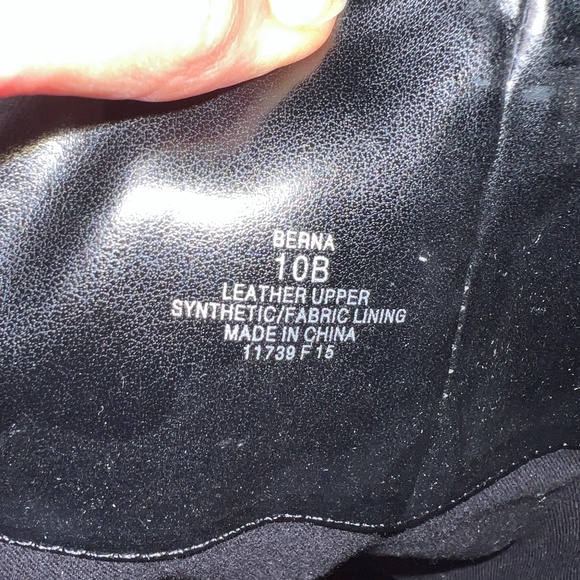 BERNA
10B
LEATHER UPPER
SYNTHETIC/FABRIC LINING
MADE IN CHINA
11739 F 15